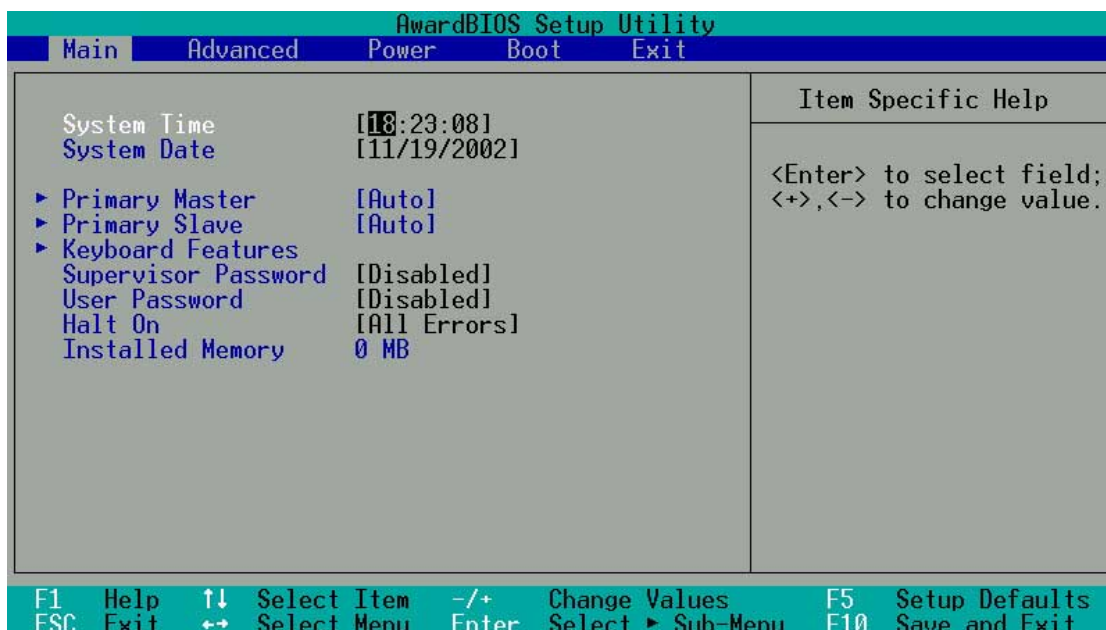 AwardBIOS Setup Utility
Main Advanced Power Boot Exit
Item Specific Help
System Time [18:23:08]
System Date [11/19/2002]
<Enter> to select field;
<+>,<-> to change value.
► Primary Master [Auto]
► Primary Slave [Auto]
► Keyboard Features
Supervisor Password [Disabled]
User Password [Disabled]
Halt On [All Errors]
Installed Memory 0 MB
F1 Help ↑↓ Select Item -/+ Change Values F5 Setup Defaults
ESC Exit ←→ Select Menu Enter Select ► Sub-Menu F10 Save and Exit